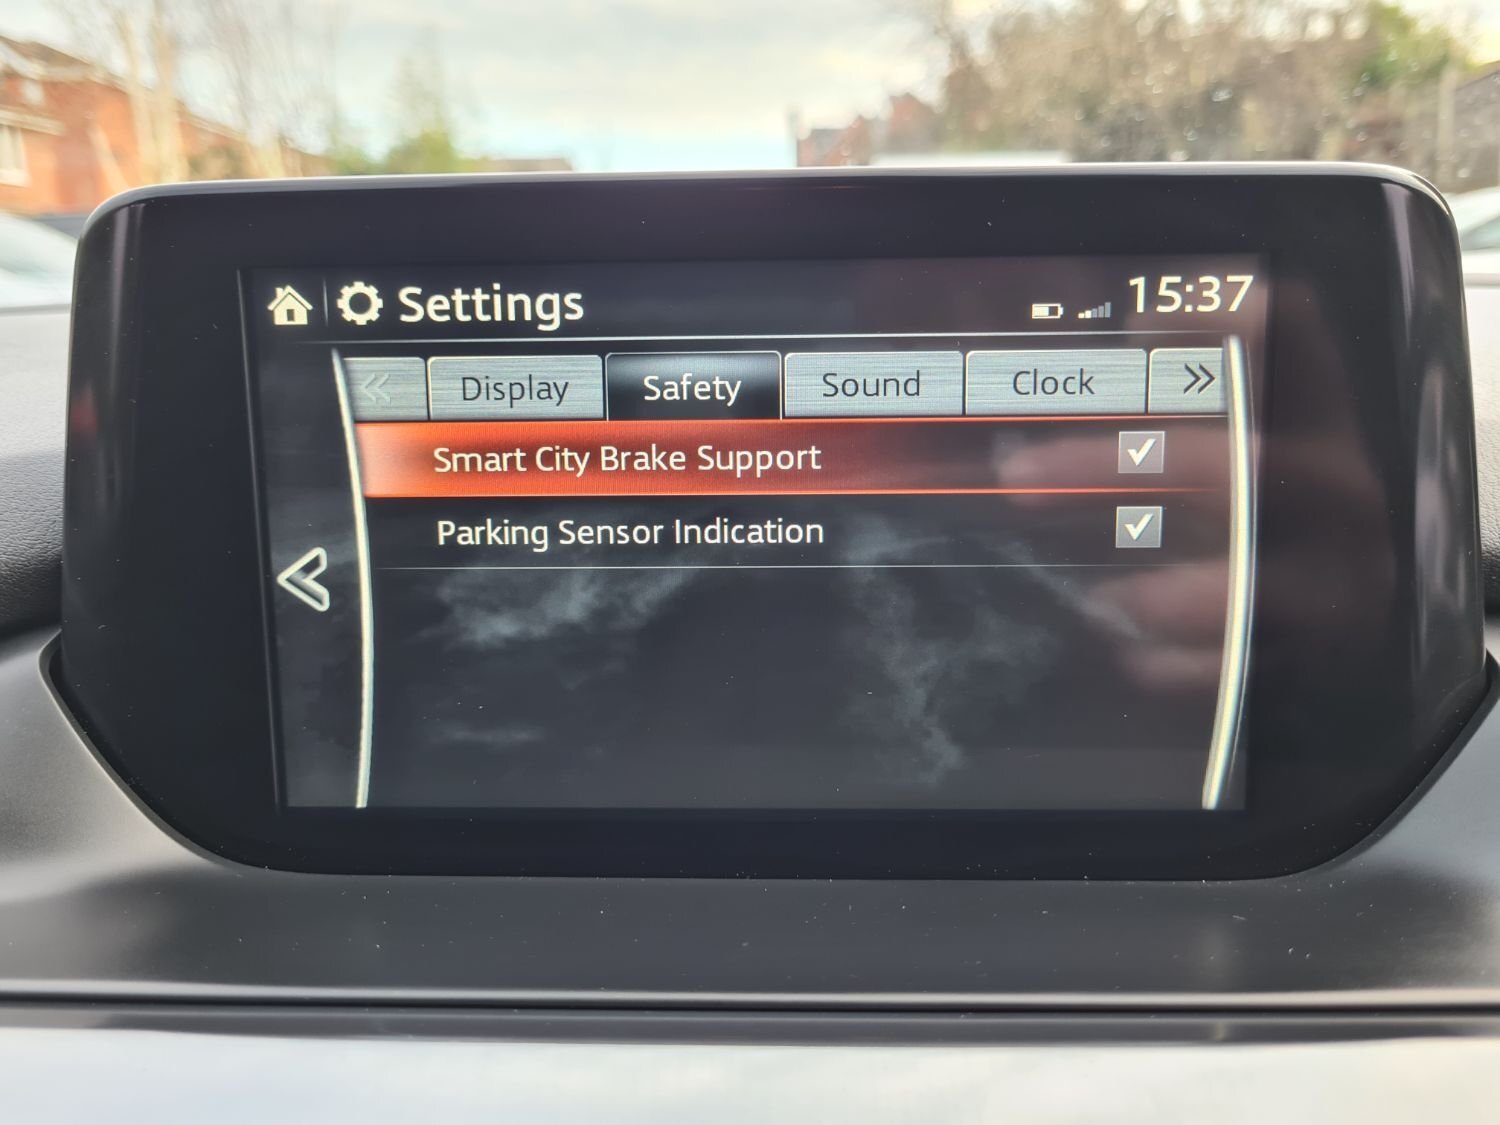 Settings 15:37
Display Safety Sound Clock
Smart City Brake Support
Parking Sensor Indication